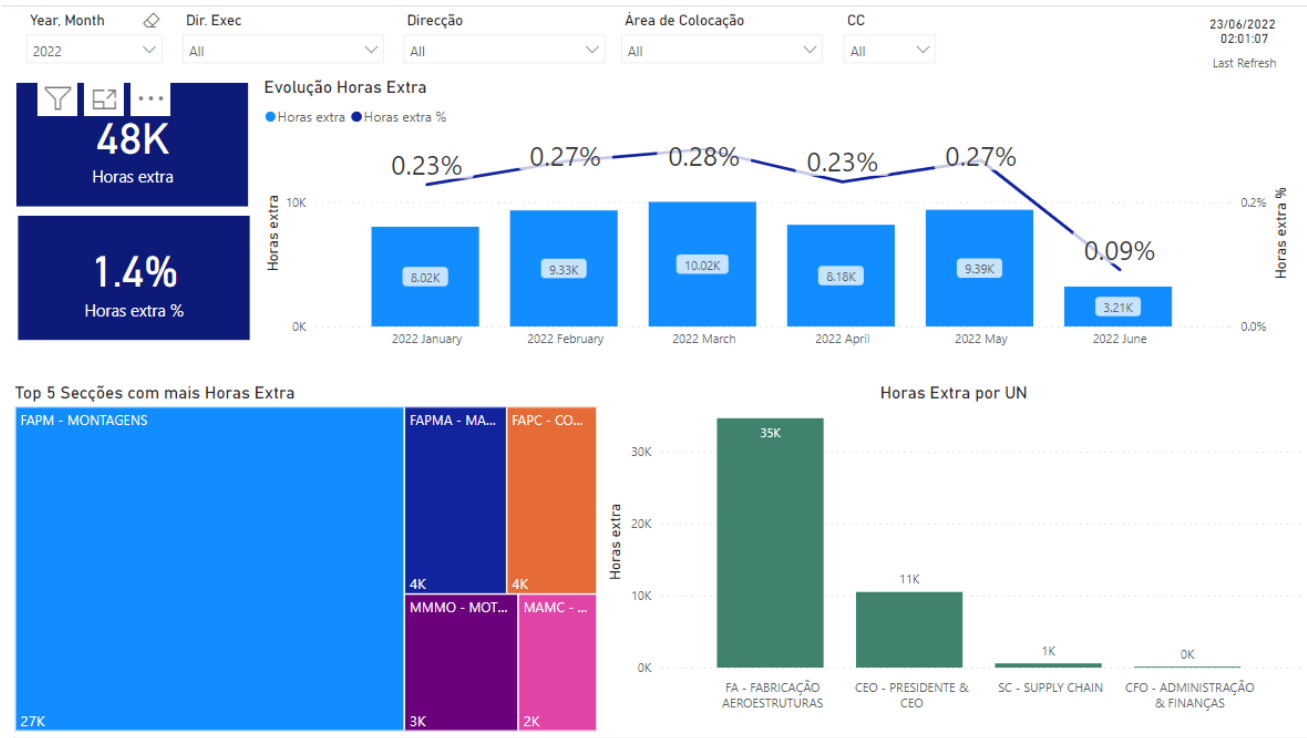 Year, Month
Dir. Exec
Direcção
Área de Colocação
CC
2022
All
All
All
All
23/06/2022
02:01:07
Last Refresh
48K
Horas extra
1.4%
Horas extra %
Evolução Horas Extra
Horas extra
Horas extra %
0.23%
0.27%
0.28%
0.23%
0.27%
0.09%
Horas extra
10K
0K
8.02K
9.33K
10.02K
8.18K
9.39K
3.21K
0.2%
0.0%
Horas extra %
2022 January
2022 February
2022 March
2022 April
2022 May
2022 June
Top 5 Secções com mais Horas Extra
FAPM - MONTAGENS
27K
FAPMA - MA...
4K
FAPC - CO...
4K
MMMO - MOT...
3K
MAMC - ...
2K
Horas Extra por UN
Horas extra
30K
20K
10K
0K
35K
11K
1K
0K
FA - FABRICAÇÃO
AEROESTRUTURAS
CEO - PRESIDENTE &
CEO
SC - SUPPLY CHAIN
CFO - ADMINISTRAÇÃO
& FINANÇAS